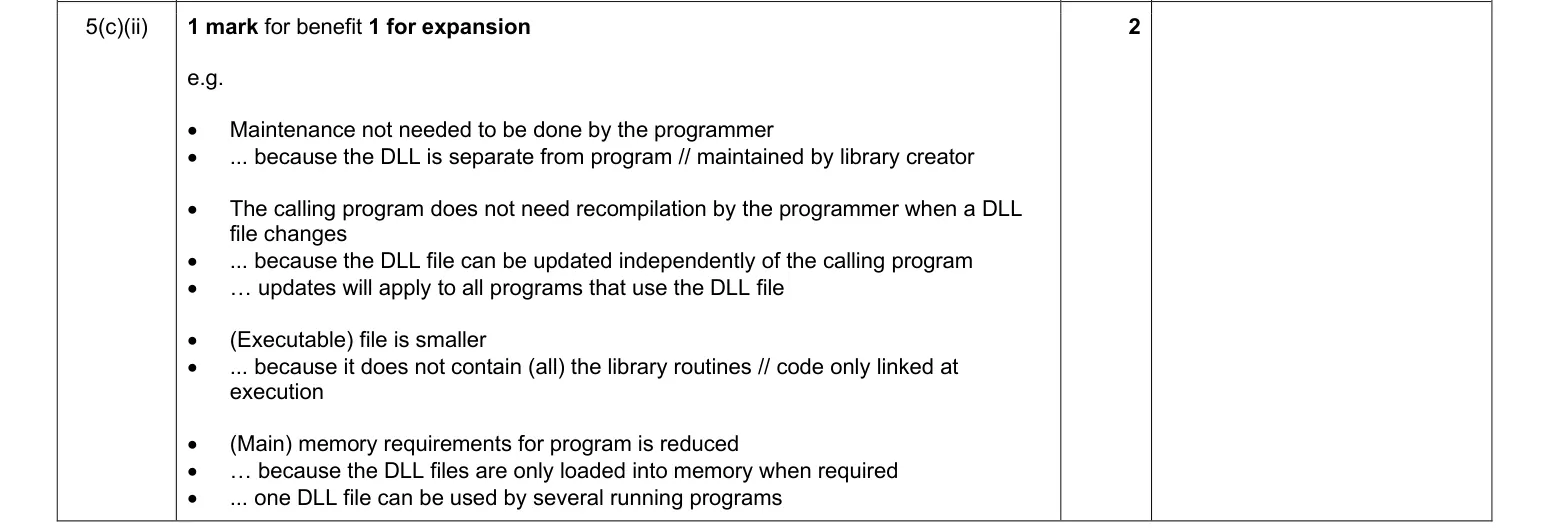 5(c)(ii) 1 mark for benefit 1 for expansion 2
e.g.
• Maintenance not needed to be done by the programmer
• ... because the DLL is separate from program // maintained by library creator
• The calling program does not need recompilation by the programmer when a DLL
file changes
• ... because the DLL file can be updated independently of the calling program
• … updates will apply to all programs that use the DLL file
• (Executable) file is smaller
• ... because it does not contain (all) the library routines // code only linked at
execution
• (Main) memory requirements for program is reduced
• … because the DLL files are only loaded into memory when required
• ... one DLL file can be used by several running programs